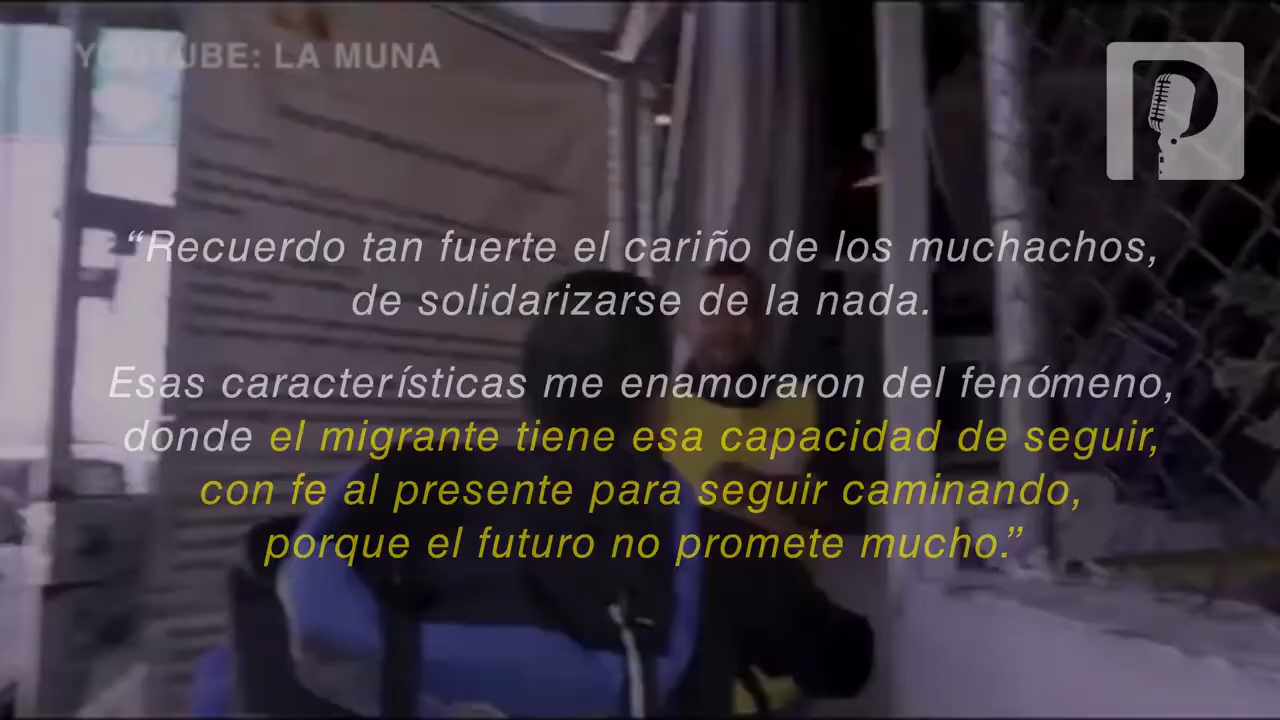 YOUTUBE: LA MUNA
“Recuerdo tan fuerte el cariño de los muchachos,
de solidarizarse de la nada.
Esas características me enamoraron del fenómeno,
donde el migrante tiene esa capacidad de seguir,
con fe al presente para seguir caminando,
porque el futuro no promete mucho.”